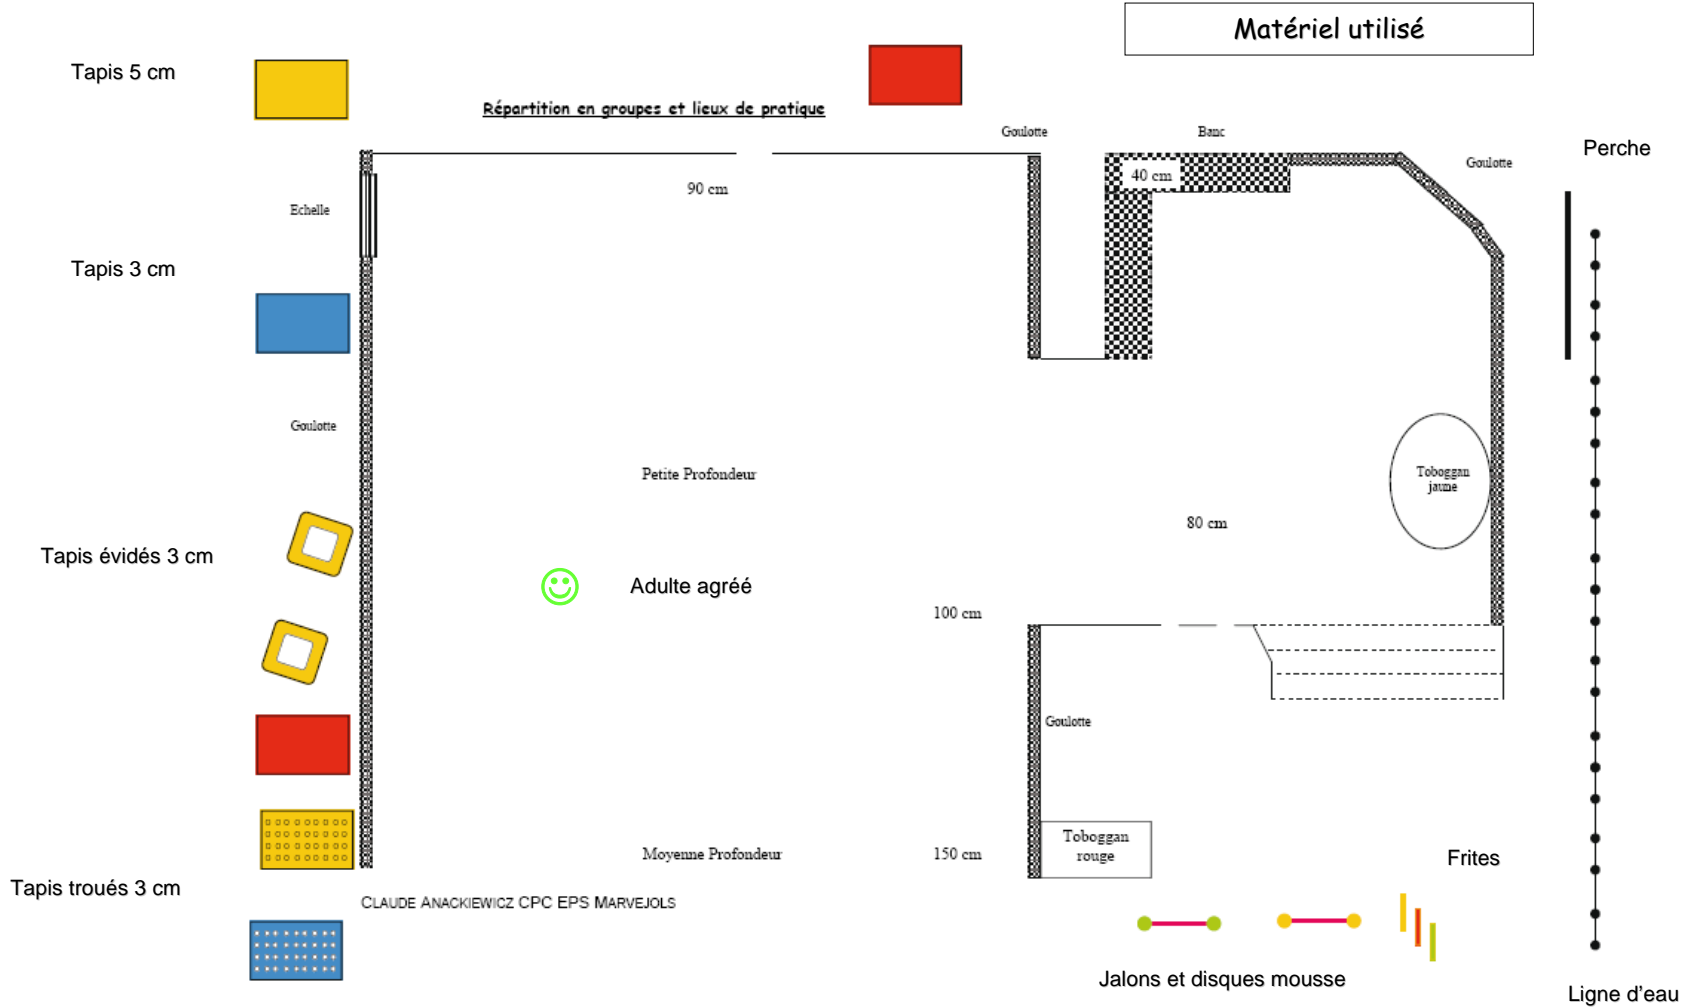 Matériel utilisé
Tapis 5 cm
Répartition en groupes et lieux de pratique
Goulotte
Banc
Goulotte
Perche
40 cm
90 cm
Echelle
Tapis 3 cm
Goulotte
Petite Profondeur
Toboggan
jaune
80 cm
Tapis évidés 3 cm
Adulte agréé
100 cm
Goulotte
Toboggan
rouge
Moyenne Profondeur
150 cm
Frites
Tapis troués 3 cm
CLAUDE ANACKIEWICZ CPC EPS MARVEJOLS
Jalons et disques mousse
Ligne d'eau